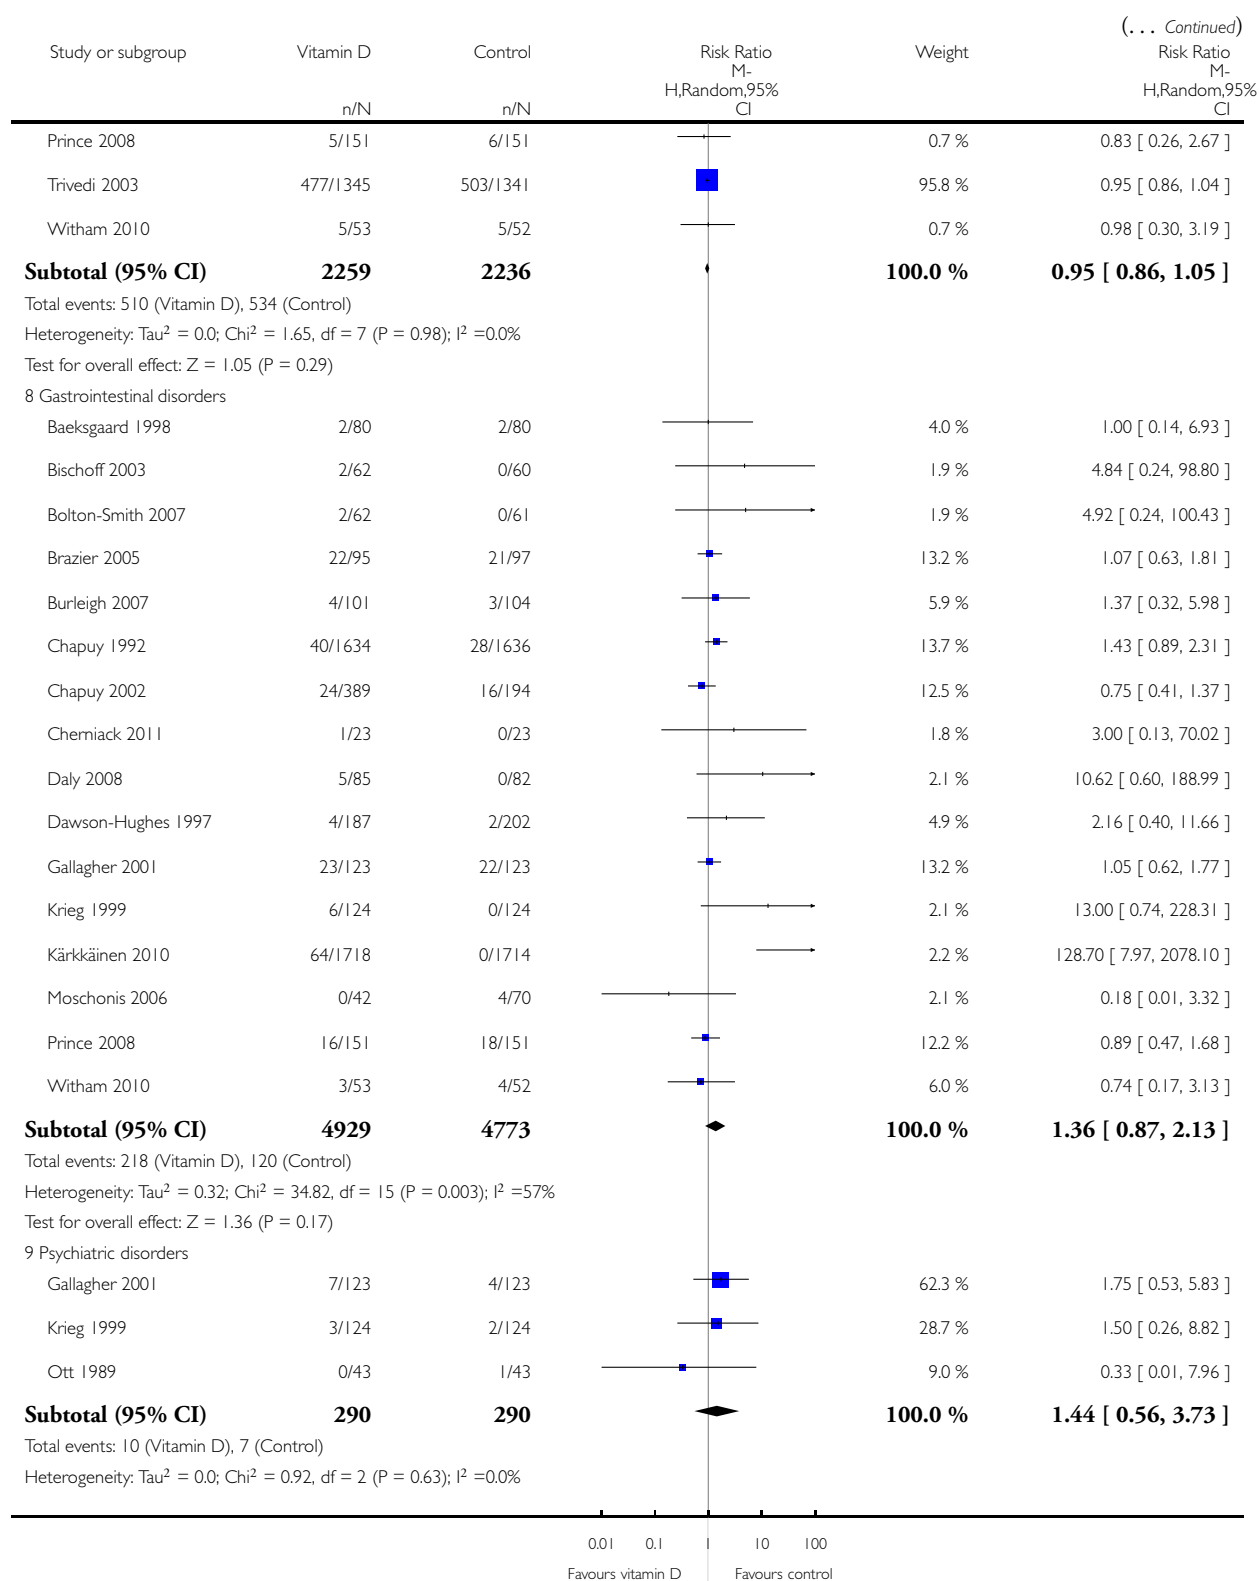 (... Continued)
Study or subgroup Vitamin D Control Risk Ratio Weight Risk Ratio
M- M-
H,Random,95% H,Random,95%
n/N n/N CI CI
Prince 2008 5/151 6/151 0.7 % 0.83 [ 0.26, 2.67 ]
Trivedi 2003 477/1345 503/1341 95.8 % 0.95 [ 0.86, 1.04 ]
Witham 2010 5/53 5/52 0.7 % 0.98 [ 0.30, 3.19 ]
Subtotal (95% CI) 2259 2236 100.0 % 0.95 [ 0.86, 1.05 ]
Total events: 510 (Vitamin D), 534 (Control)
Heterogeneity: Tau² = 0.0; Chi² = 1.65, df = 7 (P = 0.98); I² =0.0%
Test for overall effect: Z = 1.05 (P = 0.29)
8 Gastrointestinal disorders
Baeksgaard 1998 2/80 2/80 4.0 % 1.00 [ 0.14, 6.93 ]
Bischoff 2003 2/62 0/60 1.9 % 4.84 [ 0.24, 98.80 ]
Bolton-Smith 2007 2/62 0/61 1.9 % 4.92 [ 0.24, 100.43 ]
Brazier 2005 22/95 21/97 13.2 % 1.07 [ 0.63, 1.81 ]
Burleigh 2007 4/101 3/104 5.9 % 1.37 [ 0.32, 5.98 ]
Chapuy 1992 40/1634 28/1636 13.7 % 1.43 [ 0.89, 2.31 ]
Chapuy 2002 24/389 16/194 12.5 % 0.75 [ 0.41, 1.37 ]
Cherniack 2011 1/23 0/23 1.8 % 3.00 [ 0.13, 70.02 ]
Daly 2008 5/85 0/82 2.1 % 10.62 [ 0.60, 188.99 ]
Dawson-Hughes 1997 4/187 2/202 4.9 % 2.16 [ 0.40, 11.66 ]
Gallagher 2001 23/123 22/123 13.2 % 1.05 [ 0.62, 1.77 ]
Krieg 1999 6/124 0/124 2.1 % 13.00 [ 0.74, 228.31 ]
Kärkkäinen 2010 64/1718 0/1714 2.2 % 128.70 [ 7.97, 2078.10 ]
Moschonis 2006 0/42 4/70 2.1 % 0.18 [ 0.01, 3.32 ]
Prince 2008 16/151 18/151 12.2 % 0.89 [ 0.47, 1.68 ]
Witham 2010 3/53 4/52 6.0 % 0.74 [ 0.17, 3.13 ]
Subtotal (95% CI) 4929 4773 100.0 % 1.36 [ 0.87, 2.13 ]
Total events: 218 (Vitamin D), 120 (Control)
Heterogeneity: Tau² = 0.32; Chi² = 34.82, df = 15 (P = 0.003); I² =57%
Test for overall effect: Z = 1.36 (P = 0.17)
9 Psychiatric disorders
Gallagher 2001 7/123 4/123 62.3 % 1.75 [ 0.53, 5.83 ]
Krieg 1999 3/124 2/124 28.7 % 1.50 [ 0.26, 8.82 ]
Ott 1989 0/43 1/43 9.0 % 0.33 [ 0.01, 7.96 ]
Subtotal (95% CI) 290 290 100.0 % 1.44 [ 0.56, 3.73 ]
Total events: 10 (Vitamin D), 7 (Control)
Heterogeneity: Tau² = 0.0; Chi² = 0.92, df = 2 (P = 0.63); I² =0.0%
0.01 0.1 1 10 100
Favours vitamin D Favours control